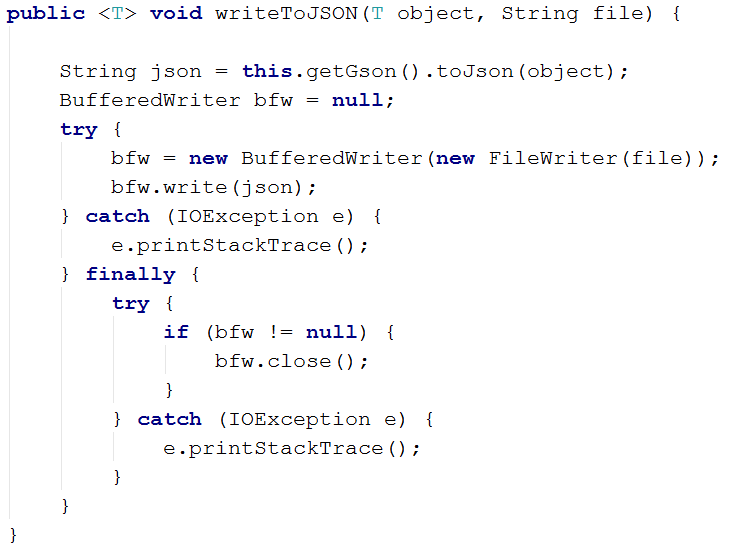 public <T> void writeToJSON(T object, String file) {
String json = this.getGson().toJson(object);
BufferedWriter bfw = null;
try {
bfw = new BufferedWriter(new FileWriter(file));
bfw.write(json);
} catch (IOException e) {
e.printStackTrace();
} finally {
try {
if (bfw != null) {
bfw.close();
}
} catch (IOException e) {
e.printStackTrace();
}
}
}